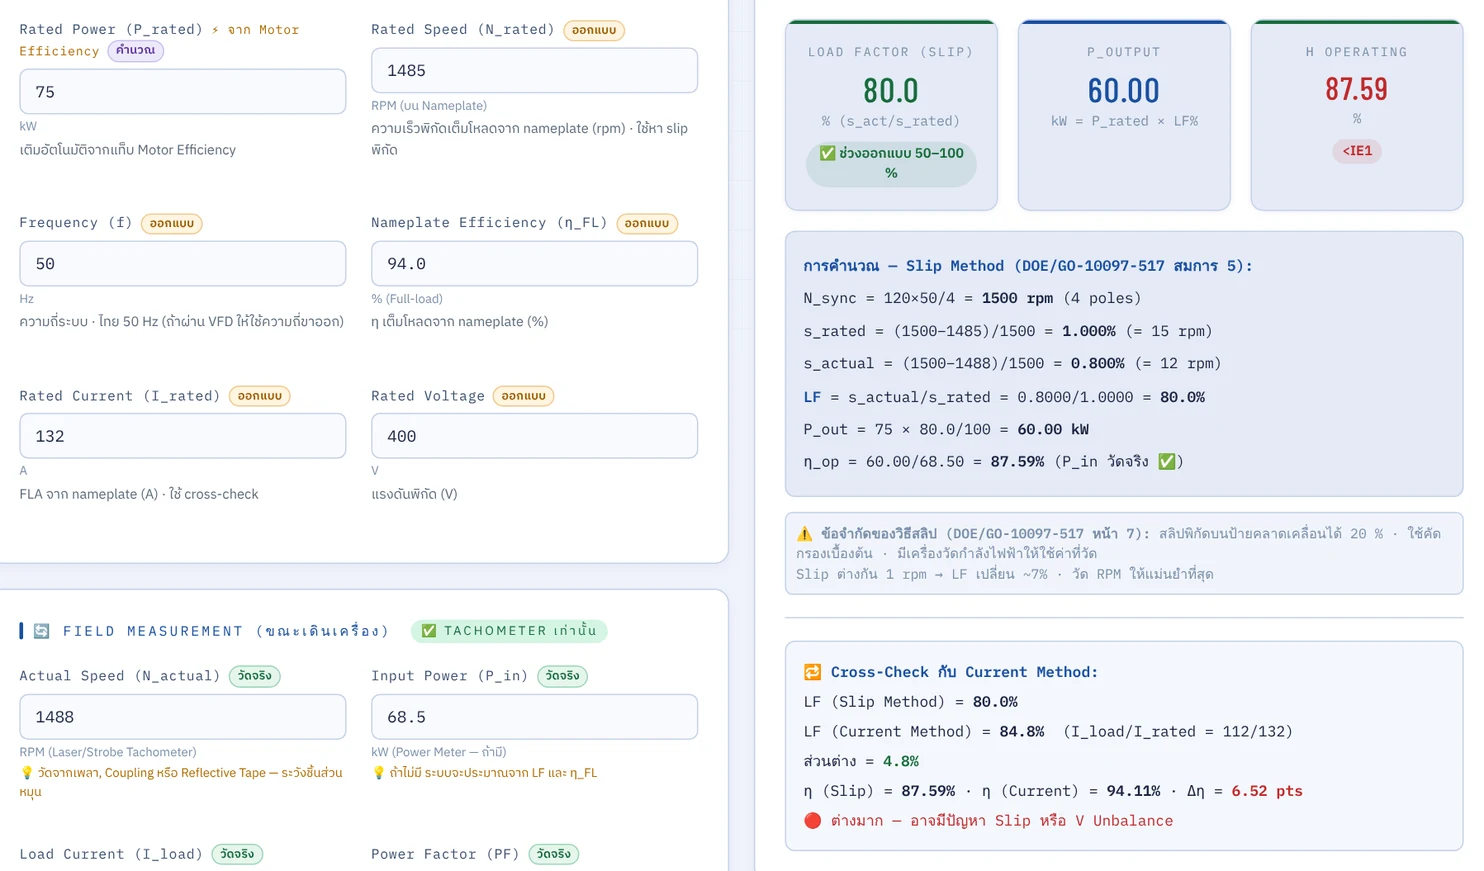 Rated Power (P_rated) ⚡ จาก Motor
Efficiency คำนวณ
75
kW
เติมอัตโนมัติจากแท็บ Motor Efficiency
Rated Speed (N_rated) ออกแบบ
1485
RPM (บน Nameplate)
ความเร็วพิกัดเต็มโหลดจาก nameplate (rpm) · ใช้หา slip
พิกัด
Frequency (f) ออกแบบ
50
Hz
ความถี่ระบบ · ไทย 50 Hz (ถ้าผ่าน VFD ให้ใช้ความถี่ขาออก)
Nameplate Efficiency (η_FL) ออกแบบ
94.0
% (Full-load)
η เต็มโหลดจาก nameplate (%)
Rated Current (I_rated) ออกแบบ
132
A
FLA จาก nameplate (A) · ใช้ cross-check
Rated Voltage ออกแบบ
400
V
แรงดันพิกัด (V)
🔄 FIELD MEASUREMENT (ขณะเดินเครื่อง) ✅ TACHOMETER เท่านั้น
Actual Speed (N_actual) วัดจริง
1488
RPM (Laser/Strobe Tachometer)
💡 วัดจากเพลา, Coupling หรือ Reflective Tape — ระวังชิ้นส่วน
หมุน
Input Power (P_in) วัดจริง
68.5
kW (Power Meter — ถ้ามี)
💡 ถ้าไม่มี ระบบจะประมาณจาก LF และ η_FL
Load Current (I_load) วัดจริง
Power Factor (PF) วัดจริง
LOAD FACTOR (SLIP)
80.0
% (s_act/s_rated)
✅ ช่วงออกแบบ 50–100
%
P_OUTPUT
60.00
kW = P_rated × LF%
Η OPERATING
87.59
%
<IE1
การคำนวณ — Slip Method (DOE/GO-10097-517 สมการ 5):
N_sync = 120×50/4 = 1500 rpm (4 poles)
s_rated = (1500−1485)/1500 = 1.000% (= 15 rpm)
s_actual = (1500−1488)/1500 = 0.800% (= 12 rpm)
LF = s_actual/s_rated = 0.8000/1.0000 = 80.0%
P_out = 75 × 80.0/100 = 60.00 kW
η_op = 60.00/68.50 = 87.59% (P_in วัดจริง ✅)
⚠️ ข้อจำกัดของวิธีสลิป (DOE/GO-10097-517 หน้า 7): สลิปพิกัดบนป้ายคลาดเคลื่อนได้ 20 % · ใช้คัด
กรองเบื้องต้น · มีเครื่องวัดกำลังไฟฟ้าให้ใช้ค่าที่วัด
Slip ต่างกัน 1 rpm → LF เปลี่ยน ~7% · วัด RPM ให้แม่นยำที่สุด
🔁 Cross-Check กับ Current Method:
LF (Slip Method) = 80.0%
LF (Current Method) = 84.8% (I_load/I_rated = 112/132)
ส่วนต่าง = 4.8%
η (Slip) = 87.59% · η (Current) = 94.11% · Δη = 6.52 pts
🔴 ต่างมาก — อาจมีปัญหา Slip หรือ V Unbalance